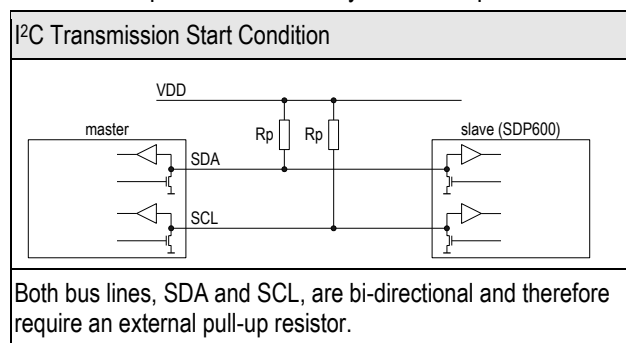 I²C Transmission Start Condition
VDD
master
Rp
Rp
slave (SDP600)
SDA
SCL
Both bus lines, SDA and SCL, are bi-directional and therefore
require an external pull-up resistor.